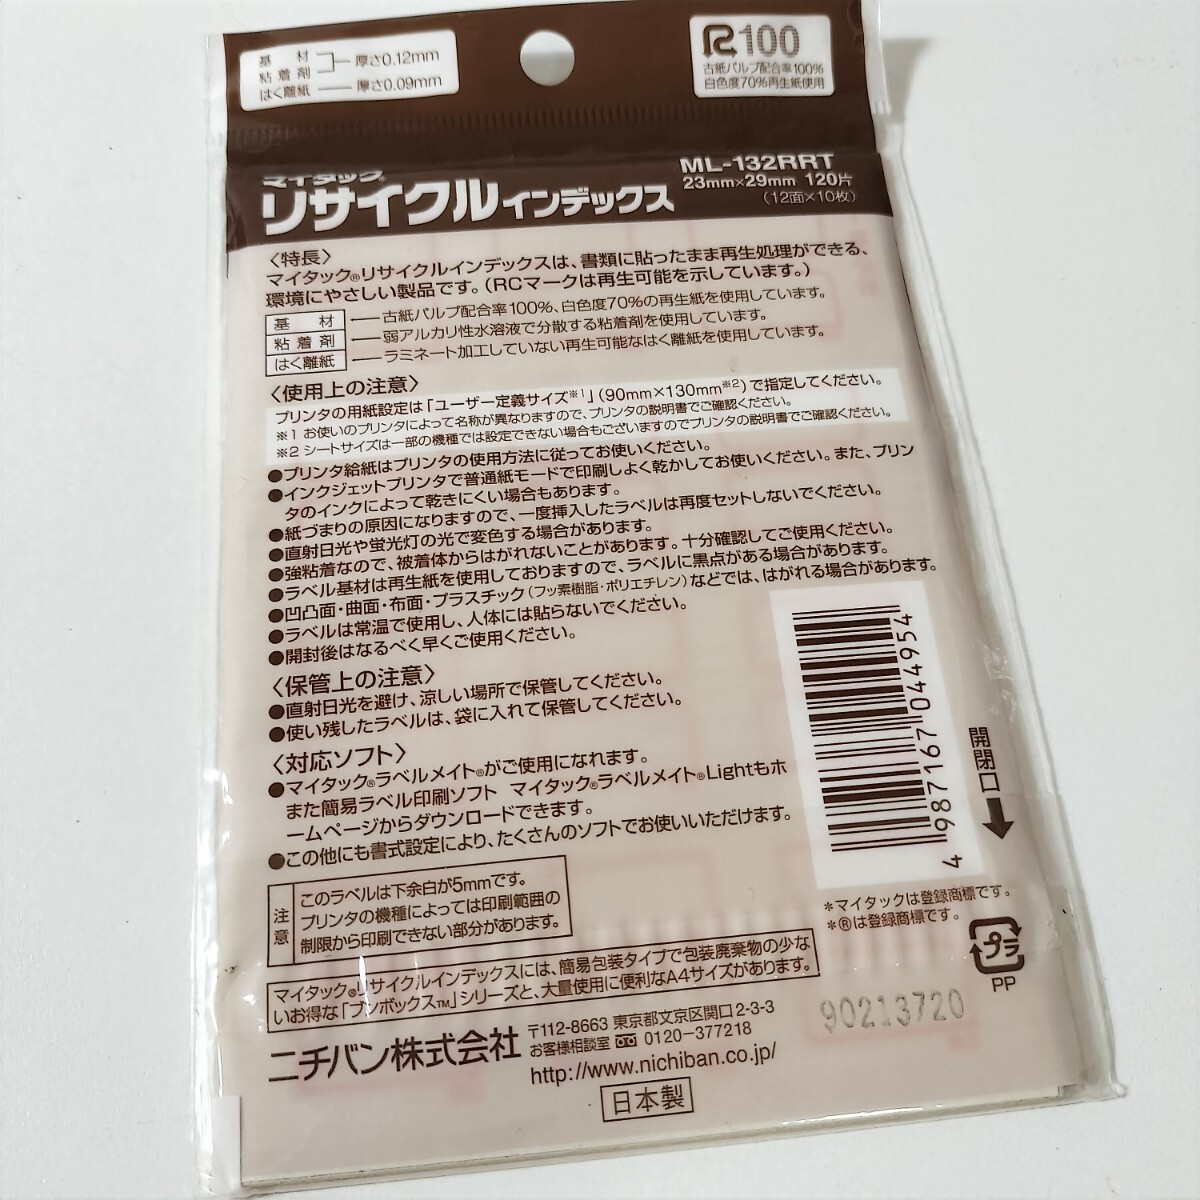 基材
粘着剤
厚さ0.12mm
はく離紙
厚さ0.09mm
R100
古紙パルプ配合率100%
白色度70%再生紙使用
マイタック®
リサイクルインデックス
ML-132RRT
23mm×29mm 120片
(12面×10枚)
〈特長〉
マイタック®リサイクルインデックスは、書類に貼ったまま再生処理ができる、
環境にやさしい製品です。(RCマークは再生可能を示しています。)
基材 古紙パルプ配合率100%、白色度70%の再生紙を使用しています。
粘着剤 弱アルカリ性水溶液で分散する粘着剤を使用しています。
はく離紙 ラミネート加工していない再生可能なはく離紙を使用しています。
〈使用上の注意〉
プリンタの用紙設定は「ユーザー定義サイズ※1」(90mm×130mm※2)で指定してください。
※1 お使いのプリンタによって名称が異なりますので、プリンタの説明書でご確認ください。
※2 シートサイズは一部の機種では設定できない場合もございますのでプリンタの説明書でご確認ください。
●プリンタ給紙はプリンタの使用方法に従ってお使いください。
●インクジェットプリンタで普通紙モードで印刷しよく乾かしてお使いください。また、プリン
タのインクによって乾きにくい場合もあります。
●紙づまりの原因になりますので、一度挿入したラベルは再度セットしないでください。
●直射日光や蛍光灯の光で変色する場合があります。
●強粘着なので、被着体からはがれないことがあります。十分確認してご使用ください。
●ラベル基材は再生紙を使用しておりますので、ラベルに黒点がある場合があります。
●凹凸面・曲面・布面・プラスチック(フッ素樹脂・ポリエチレン)などでは、はがれる場合があります。
●ラベルは常温で使用し、人体には貼らないでください。
●開封後はなるべく早くご使用ください。
〈保管上の注意〉
●直射日光を避け、涼しい場所で保管してください。
●使い残したラベルは、袋に入れて保管してください。
〈対応ソフト〉
●マイタック®ラベルメイト®がご使用になれます。
また簡易ラベル印刷ソフト マイタック®ラベルメイト®Lightもホ
ームページからダウンロードできます。
●この他にも書式設定により、たくさんのソフトでお使いいただけます。
4987167044954
開閉口
注意
このラベルは下余白が5mmです。
プリンタの機種によっては印刷範囲の
制限から印刷できない部分があります。
＊マイタックは登録商標です。
＊®は登録商標です。
プラ
PP
マイタック®リサイクルインデックスには、簡易包装タイプで包装廃棄物の少な
いお得な「ブンボックス™」シリーズと、大量使用に便利なA4サイズがあります。
90213720
ニチバン株式会社
〒112-8663 東京都文京区関口2-3-3
お客様相談室 0120-377218
http://www.nichiban.co.jp/
日本製